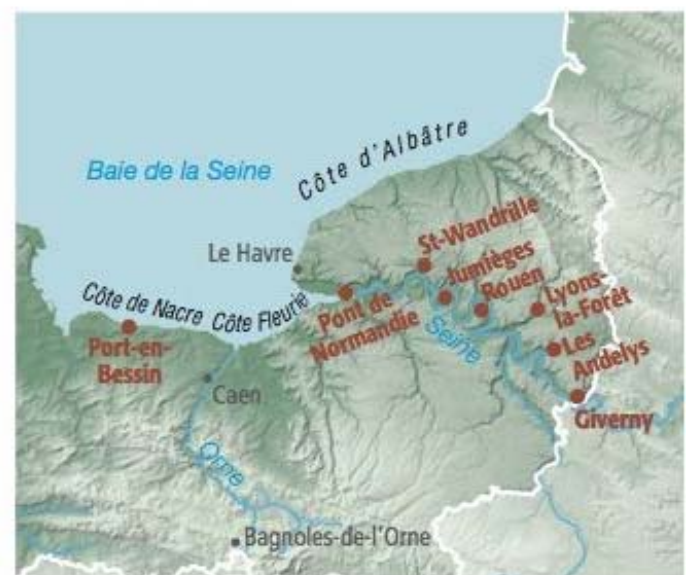 Côte d'Albâtre
Baie de la Seine
St-Wandrille
Le Havre
Jumièges
Rouen
Lyons-
la-Forêt
Côte de Nacre
Côte Fleurie
Pont de
Normandie
Seine
Les
Andelys
Port-en-
Bessin
Caen
Giverny
Orne
Bagnoles-de-l'Orne